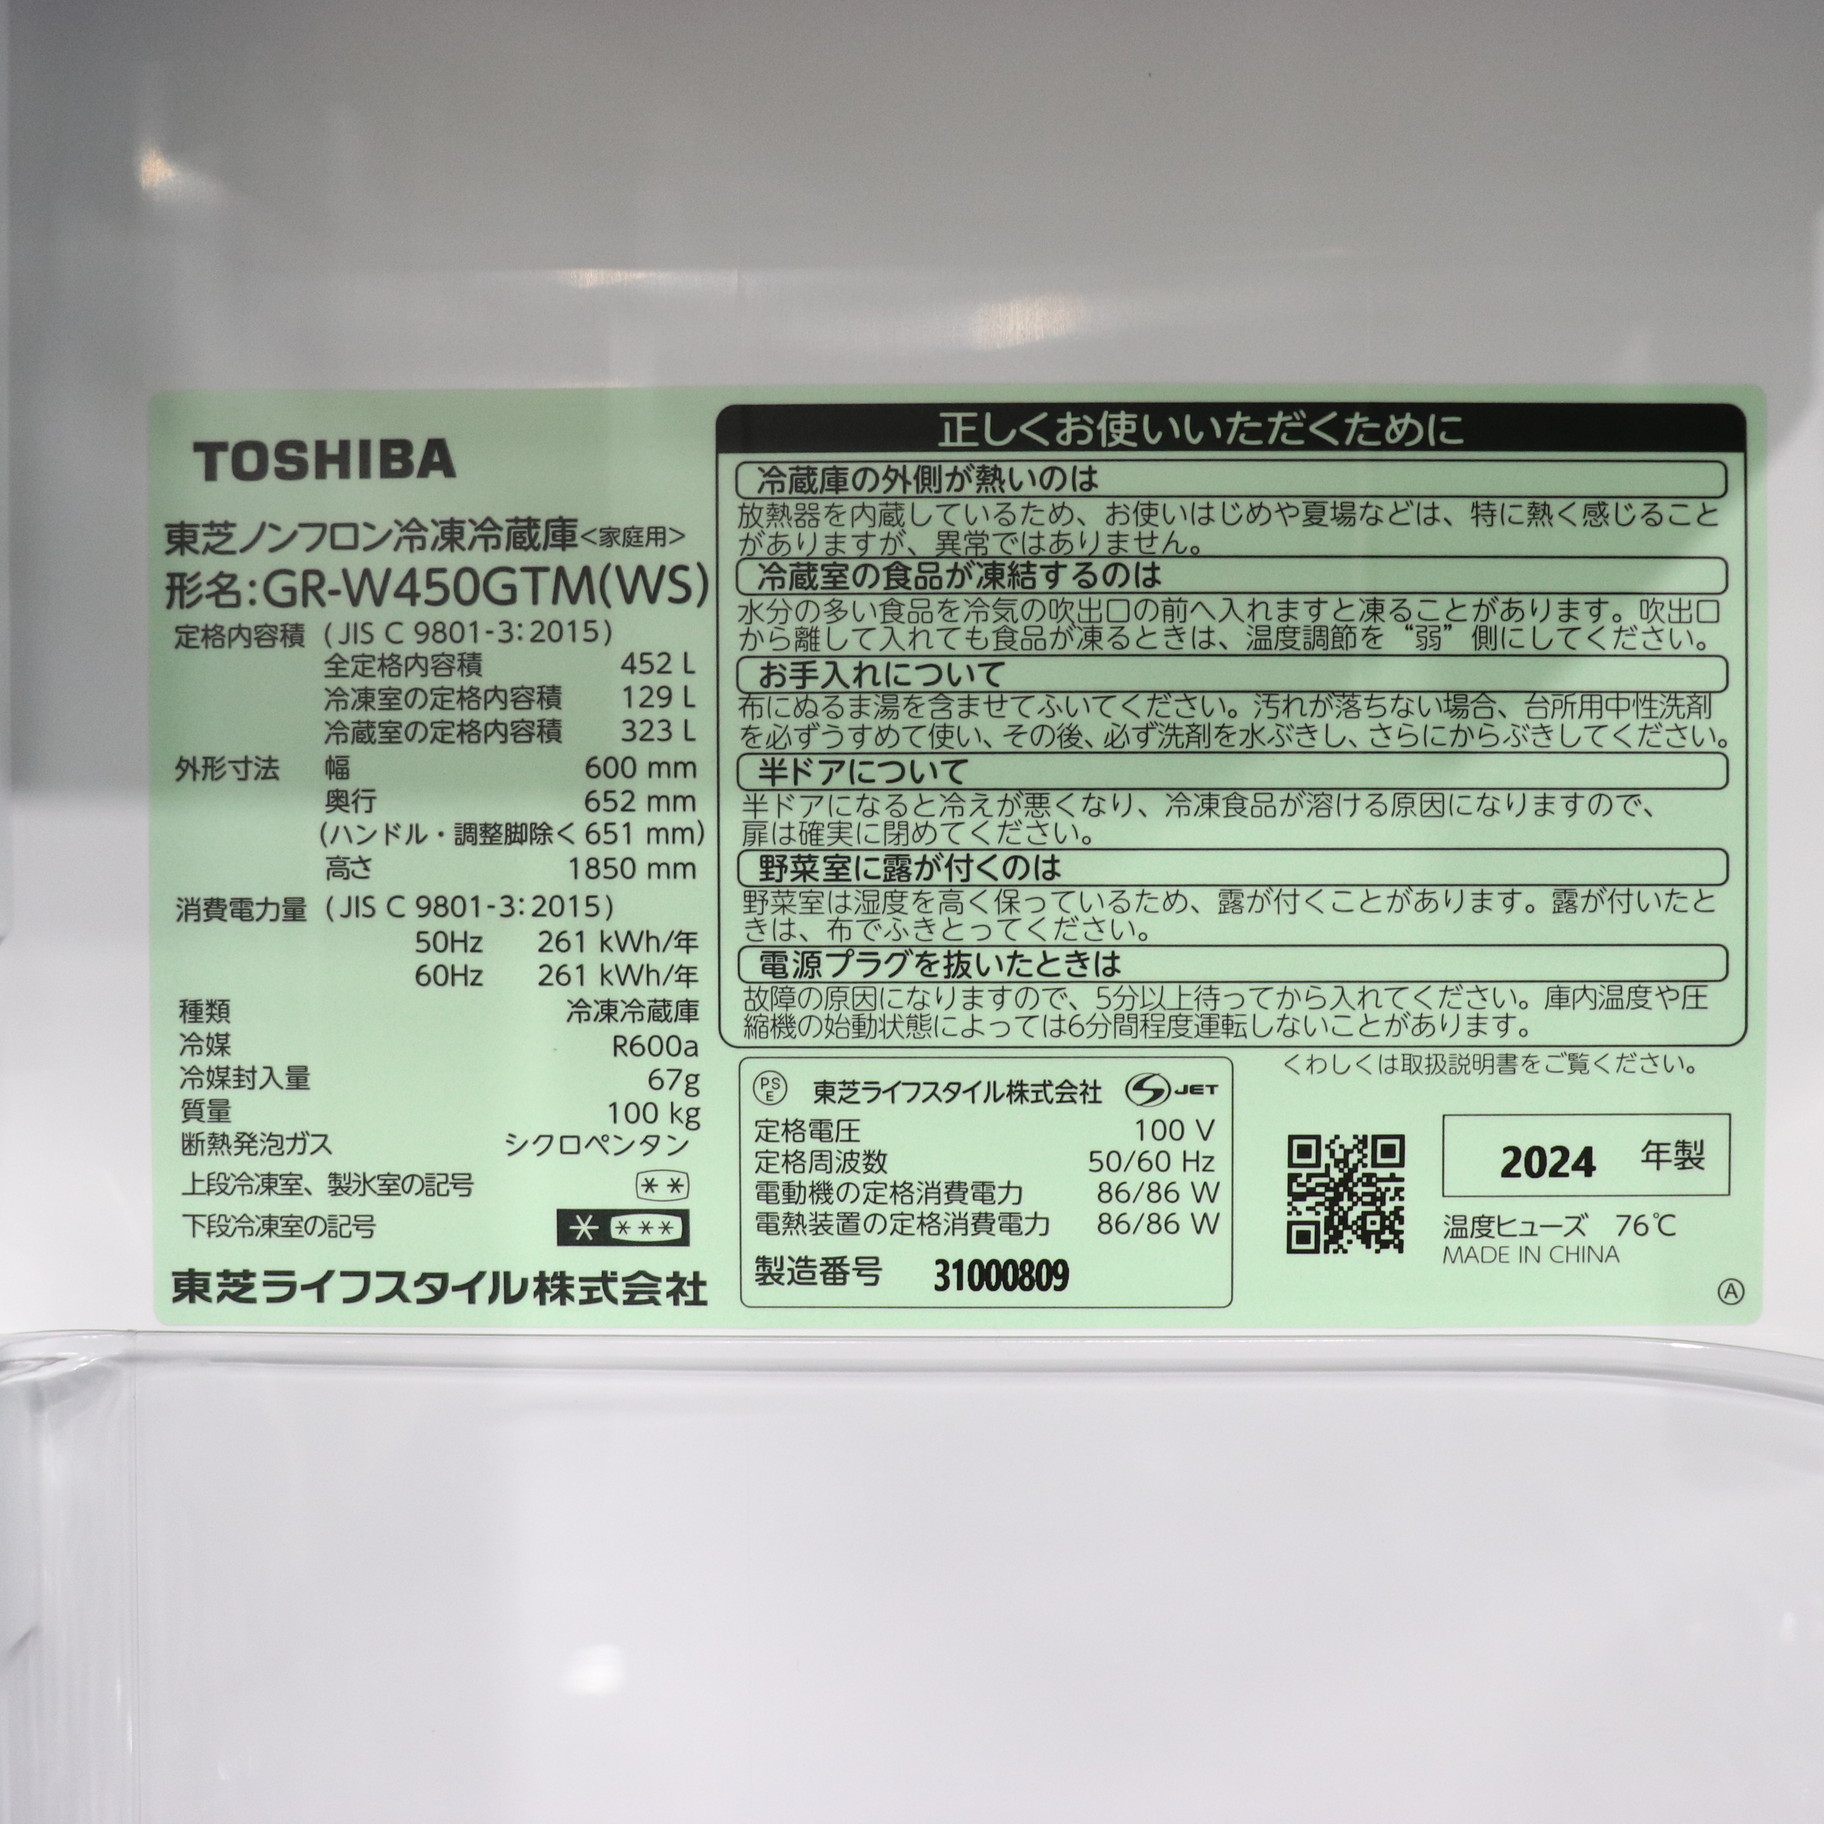 TOSHIBA
東芝ノンフロン冷凍冷蔵庫<家庭用>
形名:GR-W450GTM(WS)
定格内容積 (JIS C 9801-3:2015)
全定格内容積 452 L
冷凍室の定格内容積 129 L
冷蔵室の定格内容積 323 L
外形寸法 幅 600 mm
奥行 652 mm
(ハンドル・調整脚除く 651 mm)
高さ 1850 mm
消費電力量 (JIS C 9801-3:2015)
50Hz 261 kWh/年
60Hz 261 kWh/年
種類 冷凍冷蔵庫
冷媒 R600a
冷媒封入量 67g
質量 100 kg
断熱発泡ガス シクロペンタン
上段冷凍室、製氷室の記号 **
下段冷凍室の記号 * ***
東芝ライフスタイル株式会社
正しくお使いいただくために
冷蔵庫の外側が熱いのは
放熱器を内蔵しているため、お使いはじめや夏場などは、特に熱く感じること
がありますが、異常ではありません。
冷蔵室の食品が凍結するのは
水分の多い食品を冷気の吹出口の前へ入れますと凍ることがあります。吹出口
から離して入れても食品が凍るときは、温度調節を“弱”側にしてください。
お手入れについて
布にぬるま湯を含ませてふいてください。汚れが落ちない場合、台所用中性洗剤
を必ずうすめて使い、その後、必ず洗剤を水ぶきし、さらにからぶきしてください。
半ドアについて
半ドアになると冷えが悪くなり、冷凍食品が溶ける原因になりますので、
扉は確実に閉めてください。
野菜室に露が付くのは
野菜室は湿度を高く保っているため、露が付くことがあります。露が付いたと
きは、布でふきとってください。
電源プラグを抜いたときは
故障の原因になりますので、5分以上待ってから入れてください。庫内温度や圧
縮機の始動状態によっては6分間程度運転しないことがあります。
くわしくは取扱説明書をご覧ください。
PS E 東芝ライフスタイル株式会社 JET
定格電圧 100 V
定格周波数 50/60 Hz
電動機の定格消費電力 86/86 W
電熱装置の定格消費電力 86/86 W
製造番号 31000809
2024 年製
温度ヒューズ 76℃
MADE IN CHINA
Ⓐ